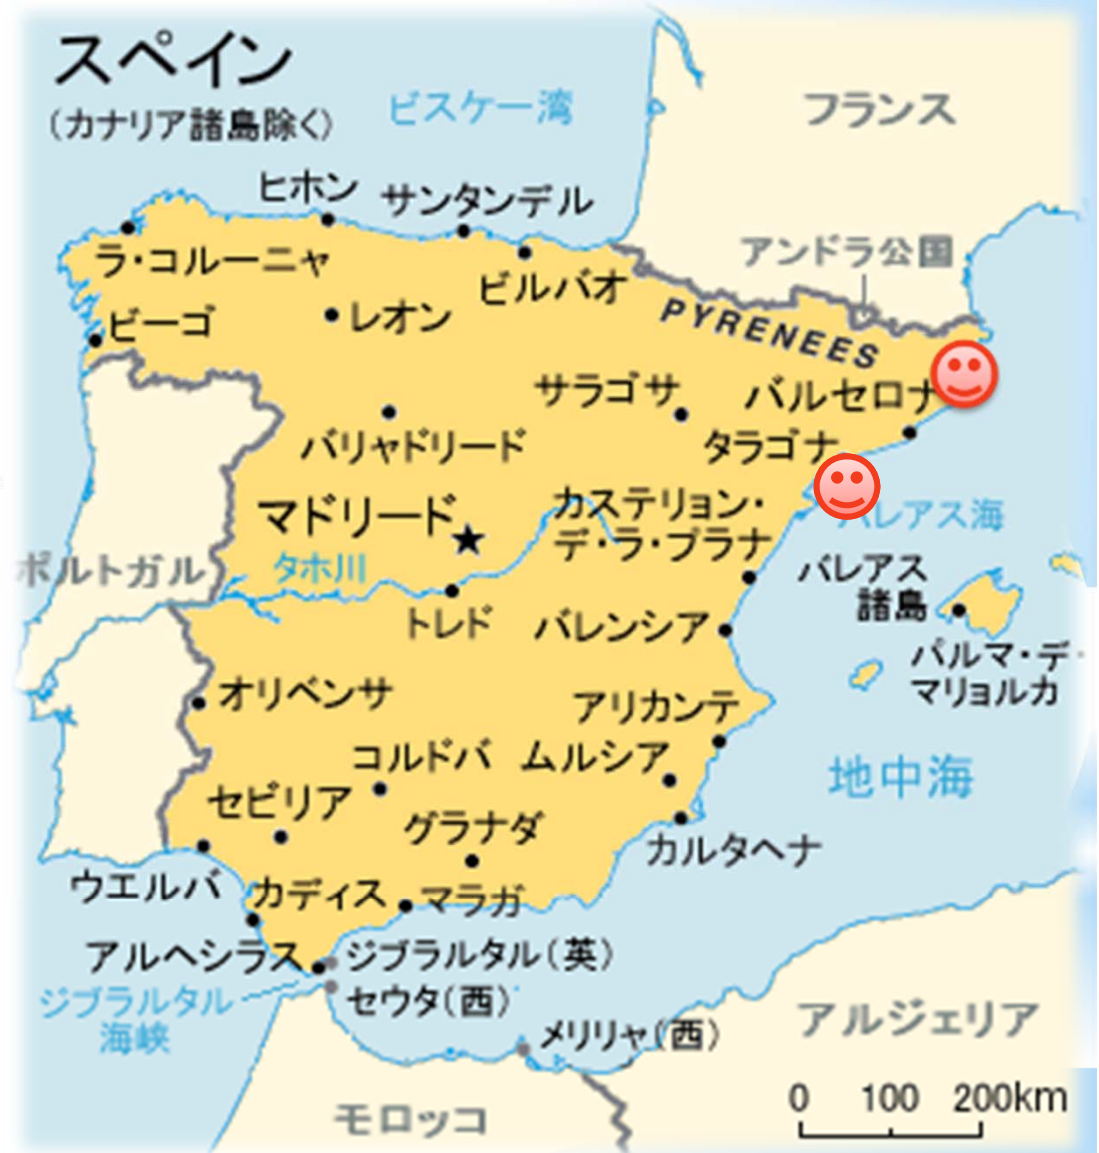 スペイン
(カナリア諸島除く)
ビスケー湾
フランス
ヒホン
サンタンデル
ラ・コルーニャ
ビルバオ
アンドラ公国
ビーゴ
レオン
PYRENEES
サラゴサ
バルセロナ
バリャドリード
タラゴナ
マドリード
カステリョン・
デ・ラ・プラナ
バレアス海
ポルトガル
タホ川
バレアス
諸島
トレド
バレンシア
パルマ・デ・
マリョルカ
オリベンサ
アリカンテ
コルドバ
ムルシア
地中海
セビリア
グラナダ
カルタヘナ
ウエルバ
カディス
マラガ
アルヘシラス
ジブラルタル(英)
ジブラルタル
海峡
セウタ(西)
メリリャ(西)
アルジェリア
モロッコ
0 100 200km